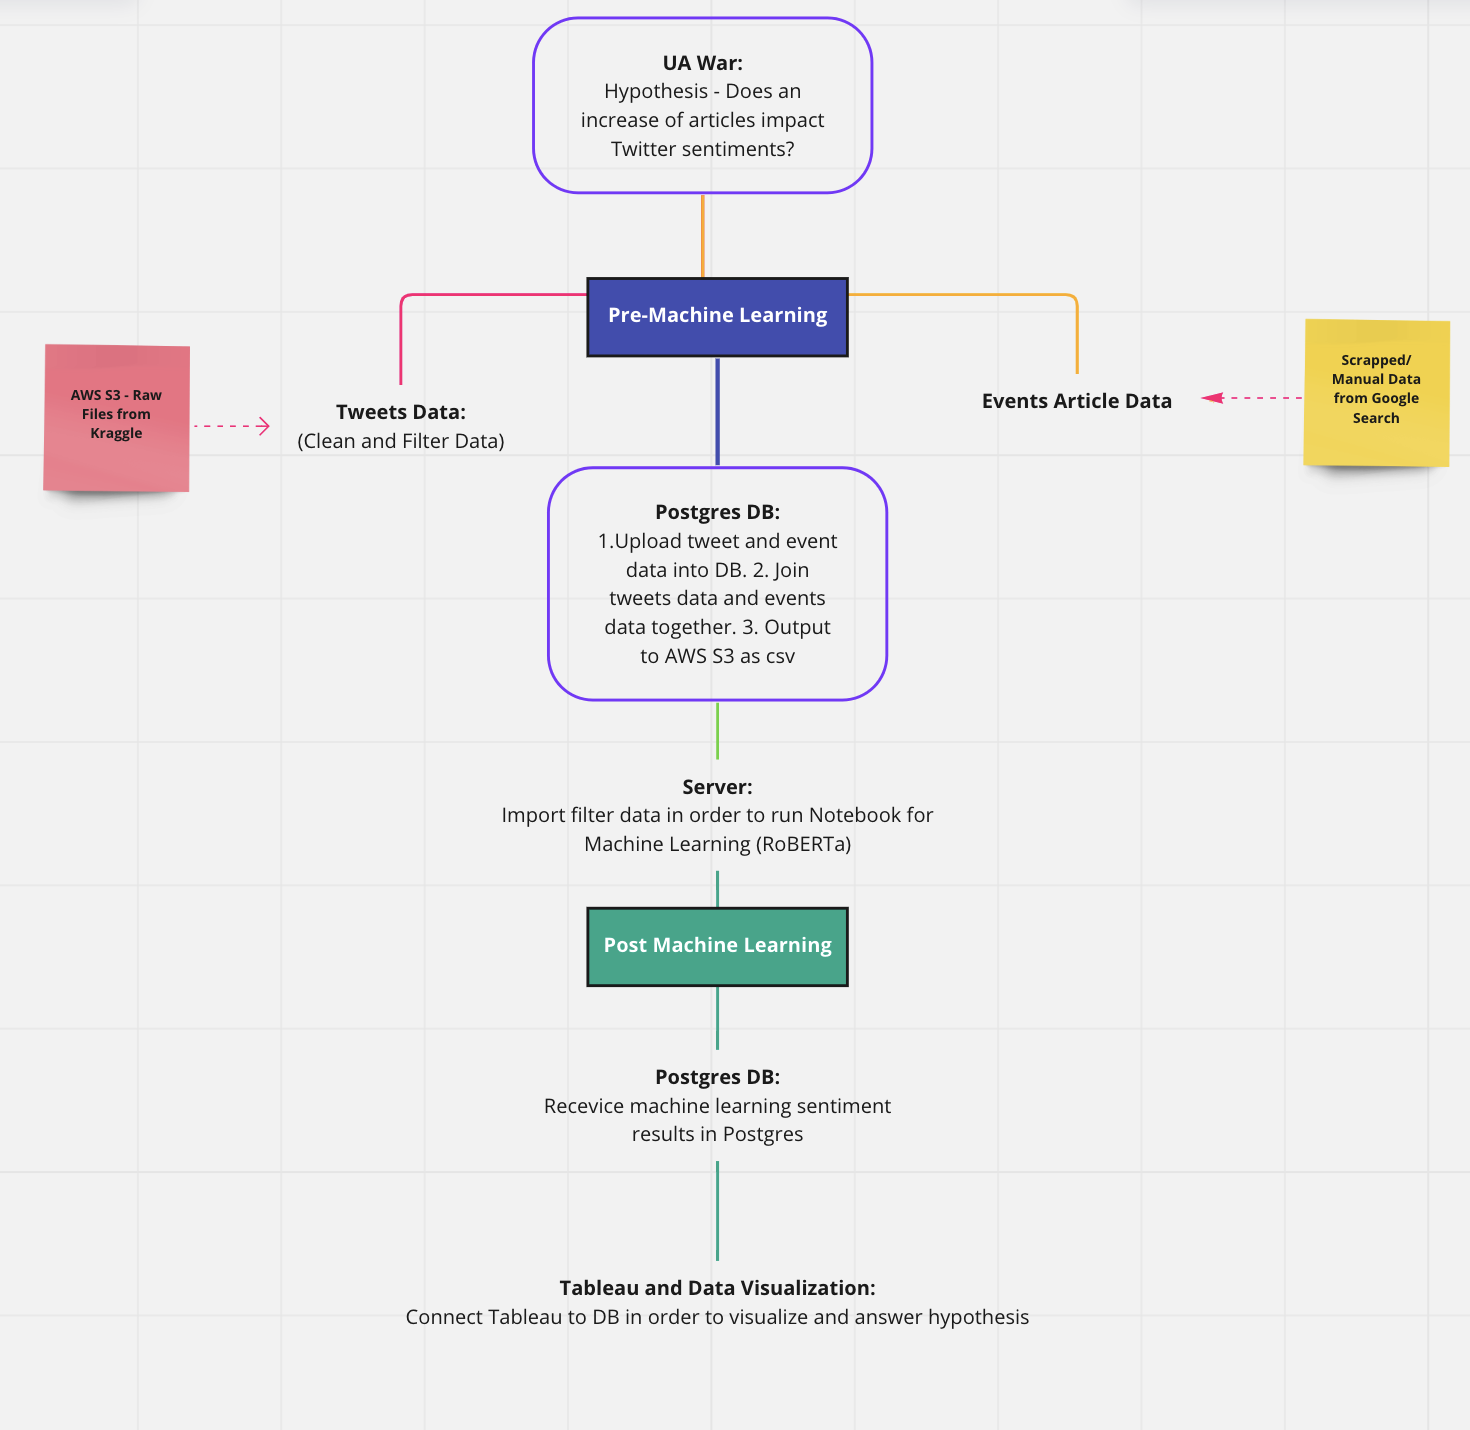 UA War:
Hypothesis - Does an
increase of articles impact
Twitter sentiments?
Pre-Machine Learning
AWS S3 - Raw
Files from
Kraggle
Tweets Data:
(Clean and Filter Data)
Events Article Data
Scrapped/
Manual Data
from Google
Search
Postgres DB:
1.Upload tweet and event
data into DB. 2. Join
tweets data and events
data together. 3. Output
to AWS S3 as csv
Server:
Import filter data in order to run Notebook for
Machine Learning (RoBERTa)
Post Machine Learning
Postgres DB:
Recevice machine learning sentiment
results in Postgres
Tableau and Data Visualization:
Connect Tableau to DB in order to visualize and answer hypothesis